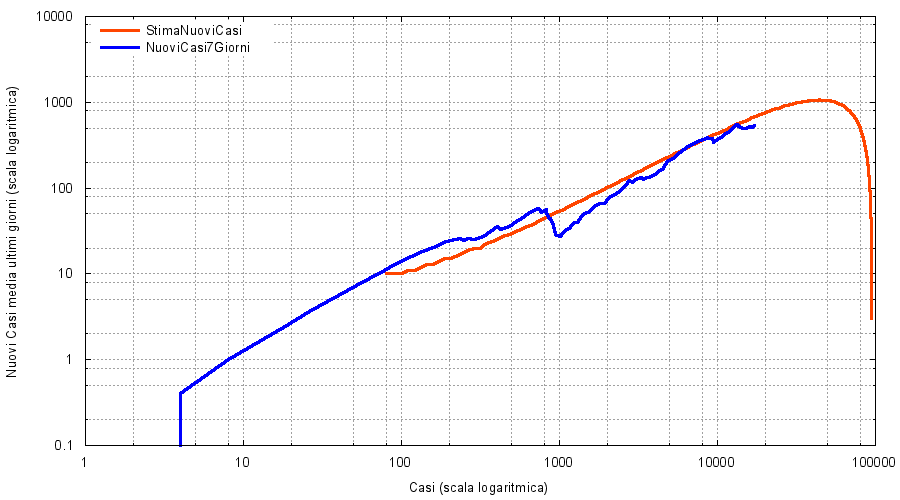 10000
StimaNuoviCasi
NuoviCasi7Giorni
1000
100
10
1
0.1
Nuovi Casi media ultimi giorni (scala logaritmica)
1 10 100 1000 10000 100000
Casi (scala logaritmica)